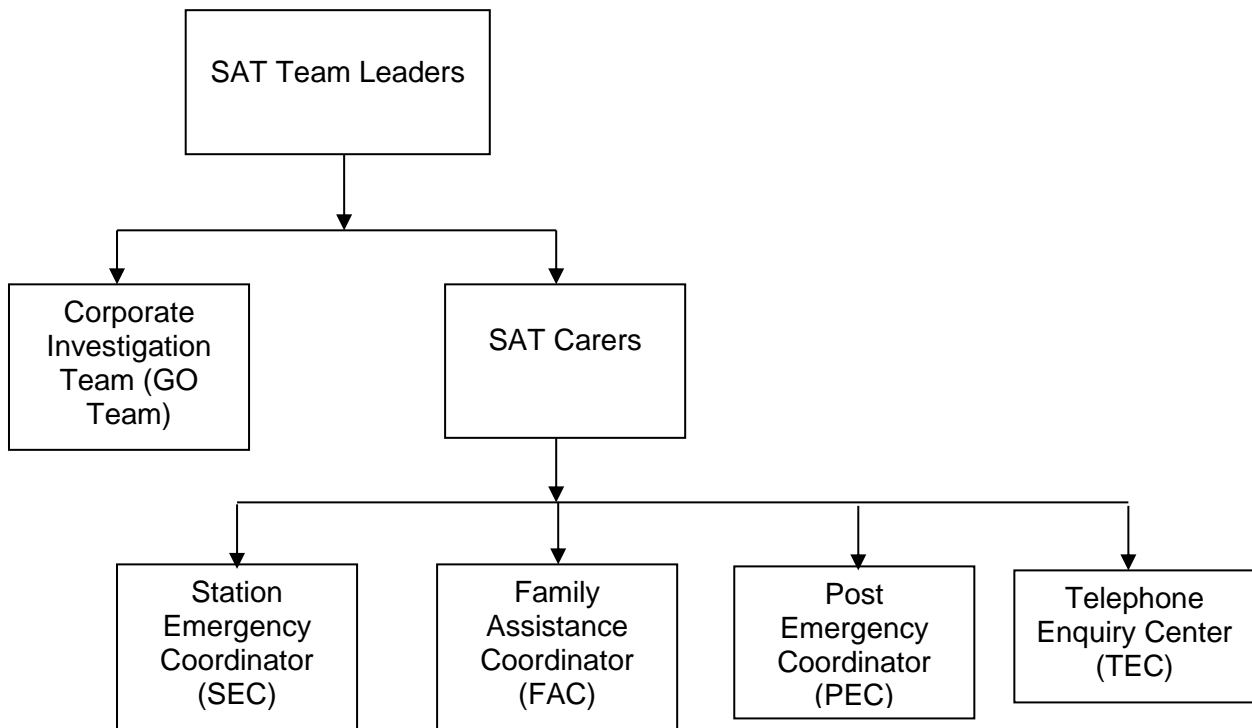 SAT Team Leaders
Corporate
Investigation
Team (GO
Team)
SAT Carers
Station
Emergency
Coordinator
(SEC)
Family
Assistance
Coordinator
(FAC)
Post
Emergency
Coordinator
(PEC)
Telephone
Enquiry Center
(TEC)